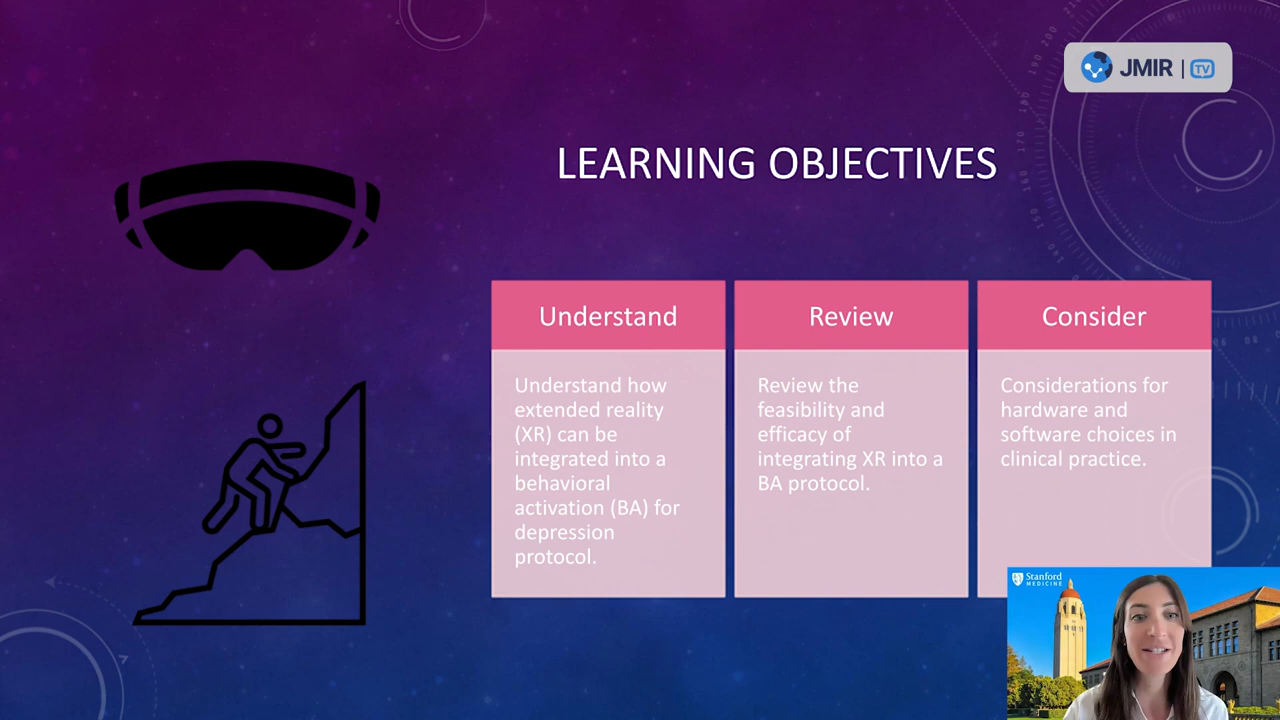 JMIR | TV
LEARNING OBJECTIVES
Understand
Understand how
extended reality
(XR) can be
integrated into a
behavioral
activation (BA) for
depression
protocol.
Review
Review the
feasibility and
efficacy of
integrating XR into a
BA protocol.
Consider
Considerations for
hardware and
software choices in
clinical practice.
Stanford
MEDICINE